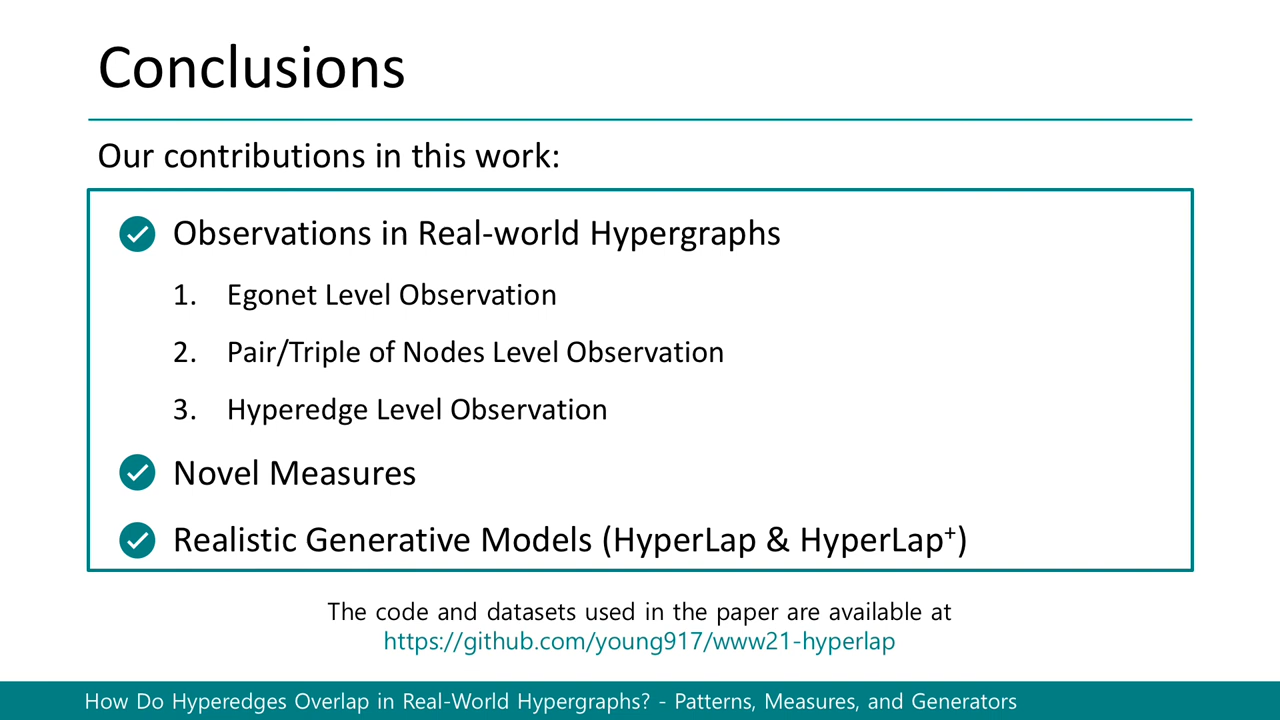 Conclusions
Our contributions in this work:
Observations in Real-world Hypergraphs
1. Egonet Level Observation
2. Pair/Triple of Nodes Level Observation
3. Hyperedge Level Observation
Novel Measures
Realistic Generative Models (HyperLap & HyperLap⁺)
The code and datasets used in the paper are available at
https://github.com/young917/www21-hyperlap
How Do Hyperedges Overlap in Real-World Hypergraphs? - Patterns, Measures, and Generators